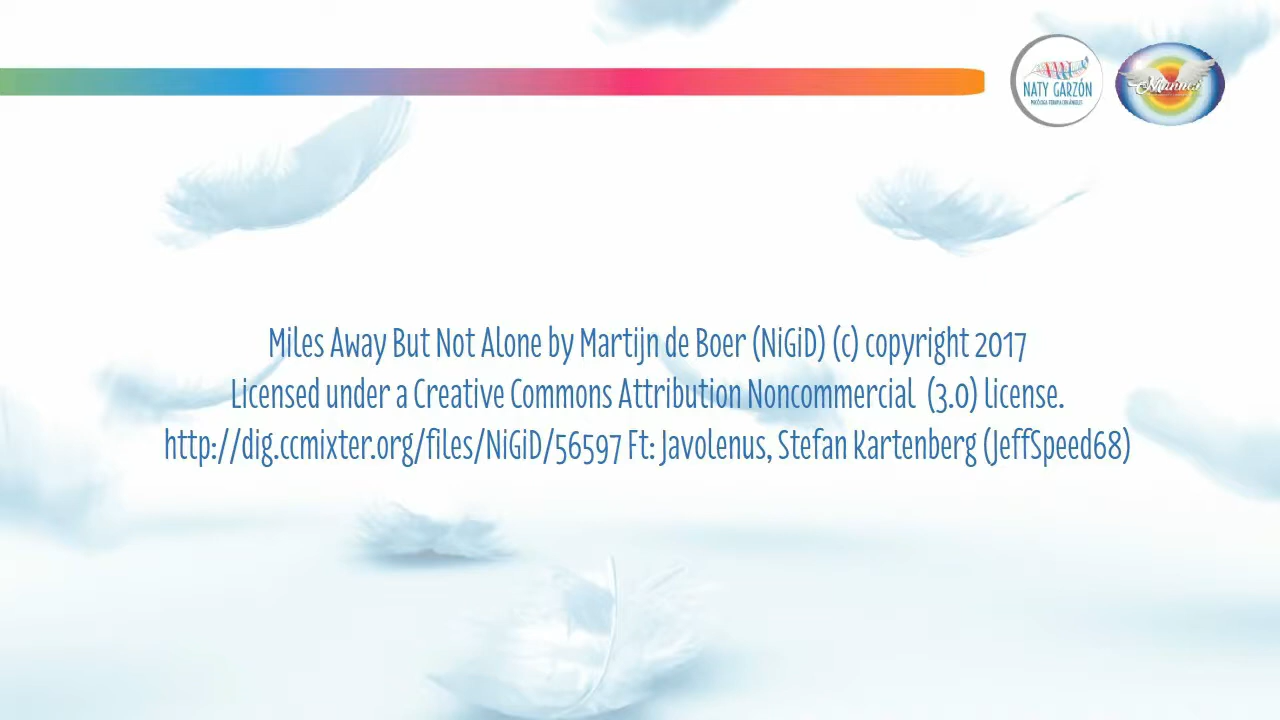 NATY GARZÓN
Miles Away But Not Alone by Martijn de Boer (NiGiD) (c) copyright 2017
Licensed under a Creative Commons Attribution Noncommercial (3.0) license.
http://dig.ccmixter.org/files/NiGiD/56597 Ft: Javolenus, Stefan Kartenberg (JeffSpeed68)